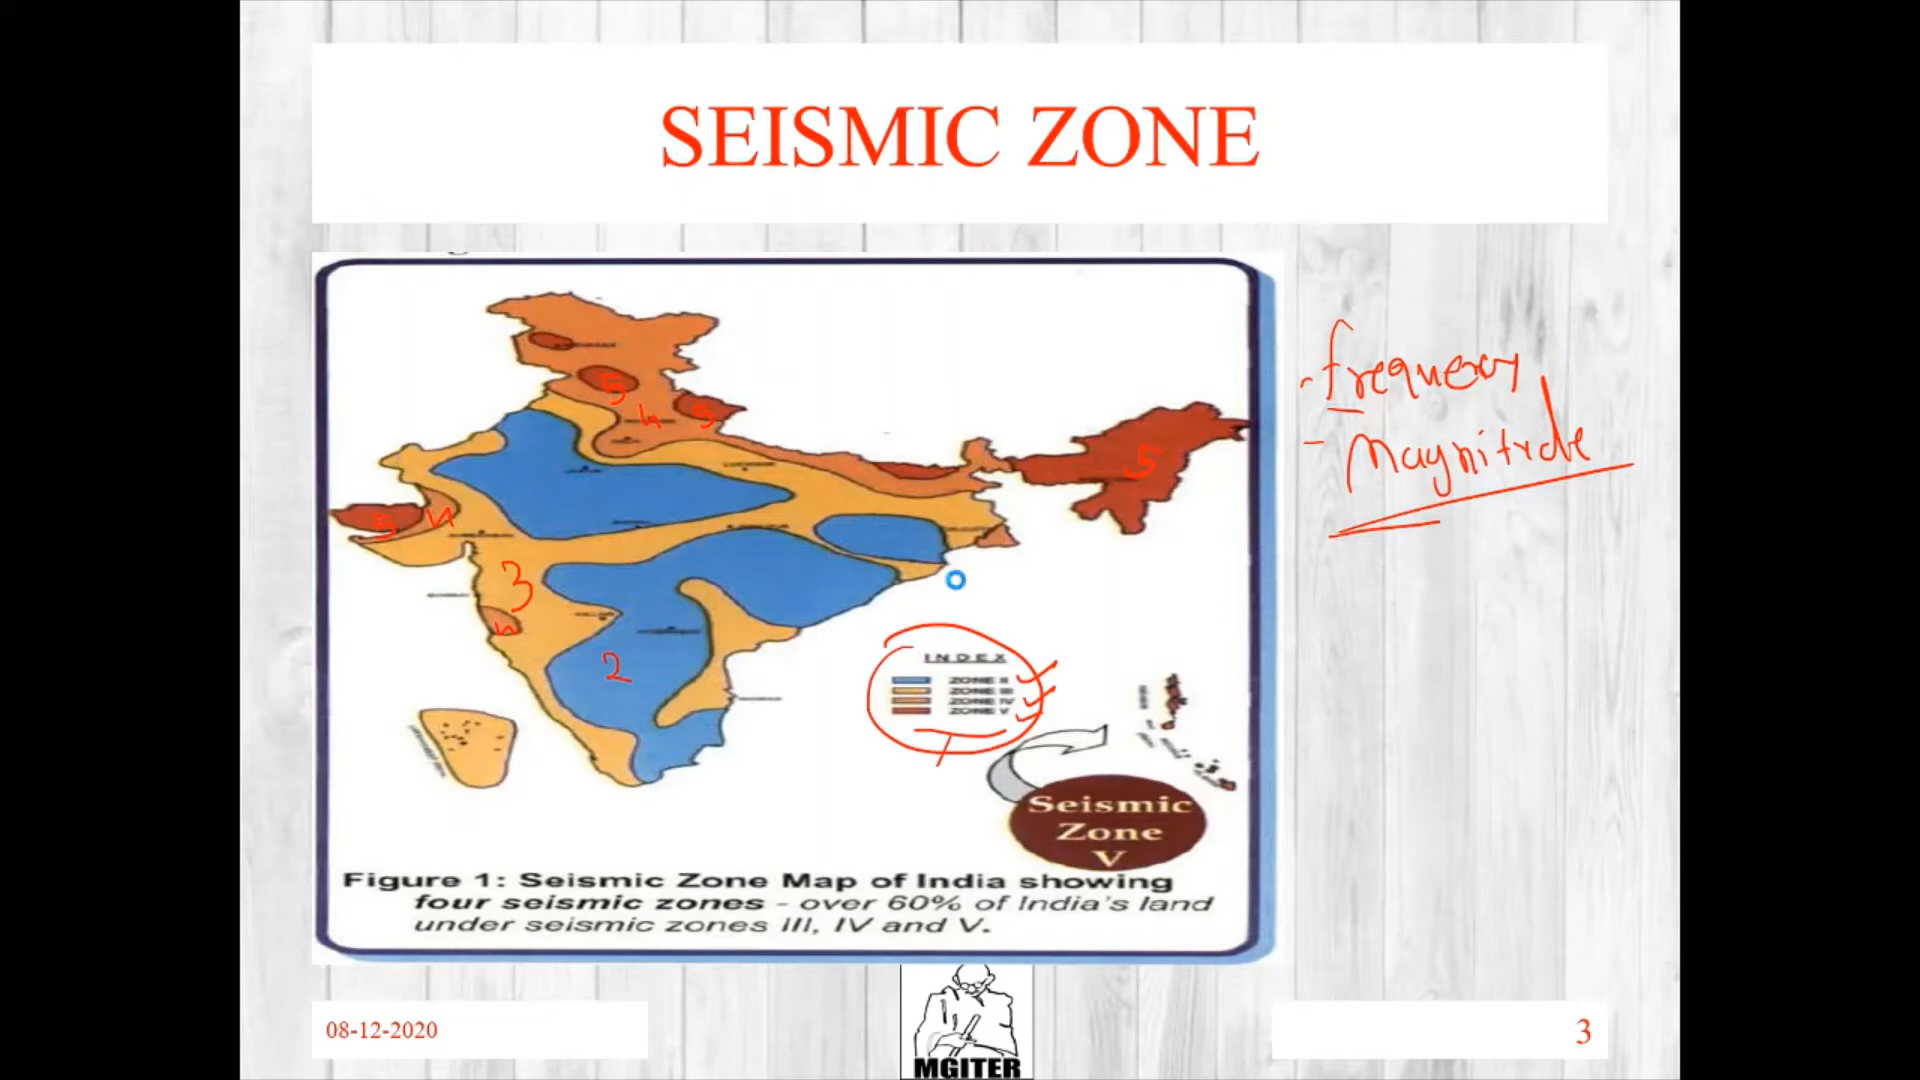 SEISMIC ZONE
5
4
5
5
5
4
3
4
2
- frequency
- Magnitude
INDEX
ZONE II
ZONE III
ZONE IV
ZONE V
Seismic
Zone
V
Figure 1: Seismic Zone Map of India showing
four seismic zones - over 60% of India's land
under seismic zones III, IV and V.
08-12-2020
MGITER
3